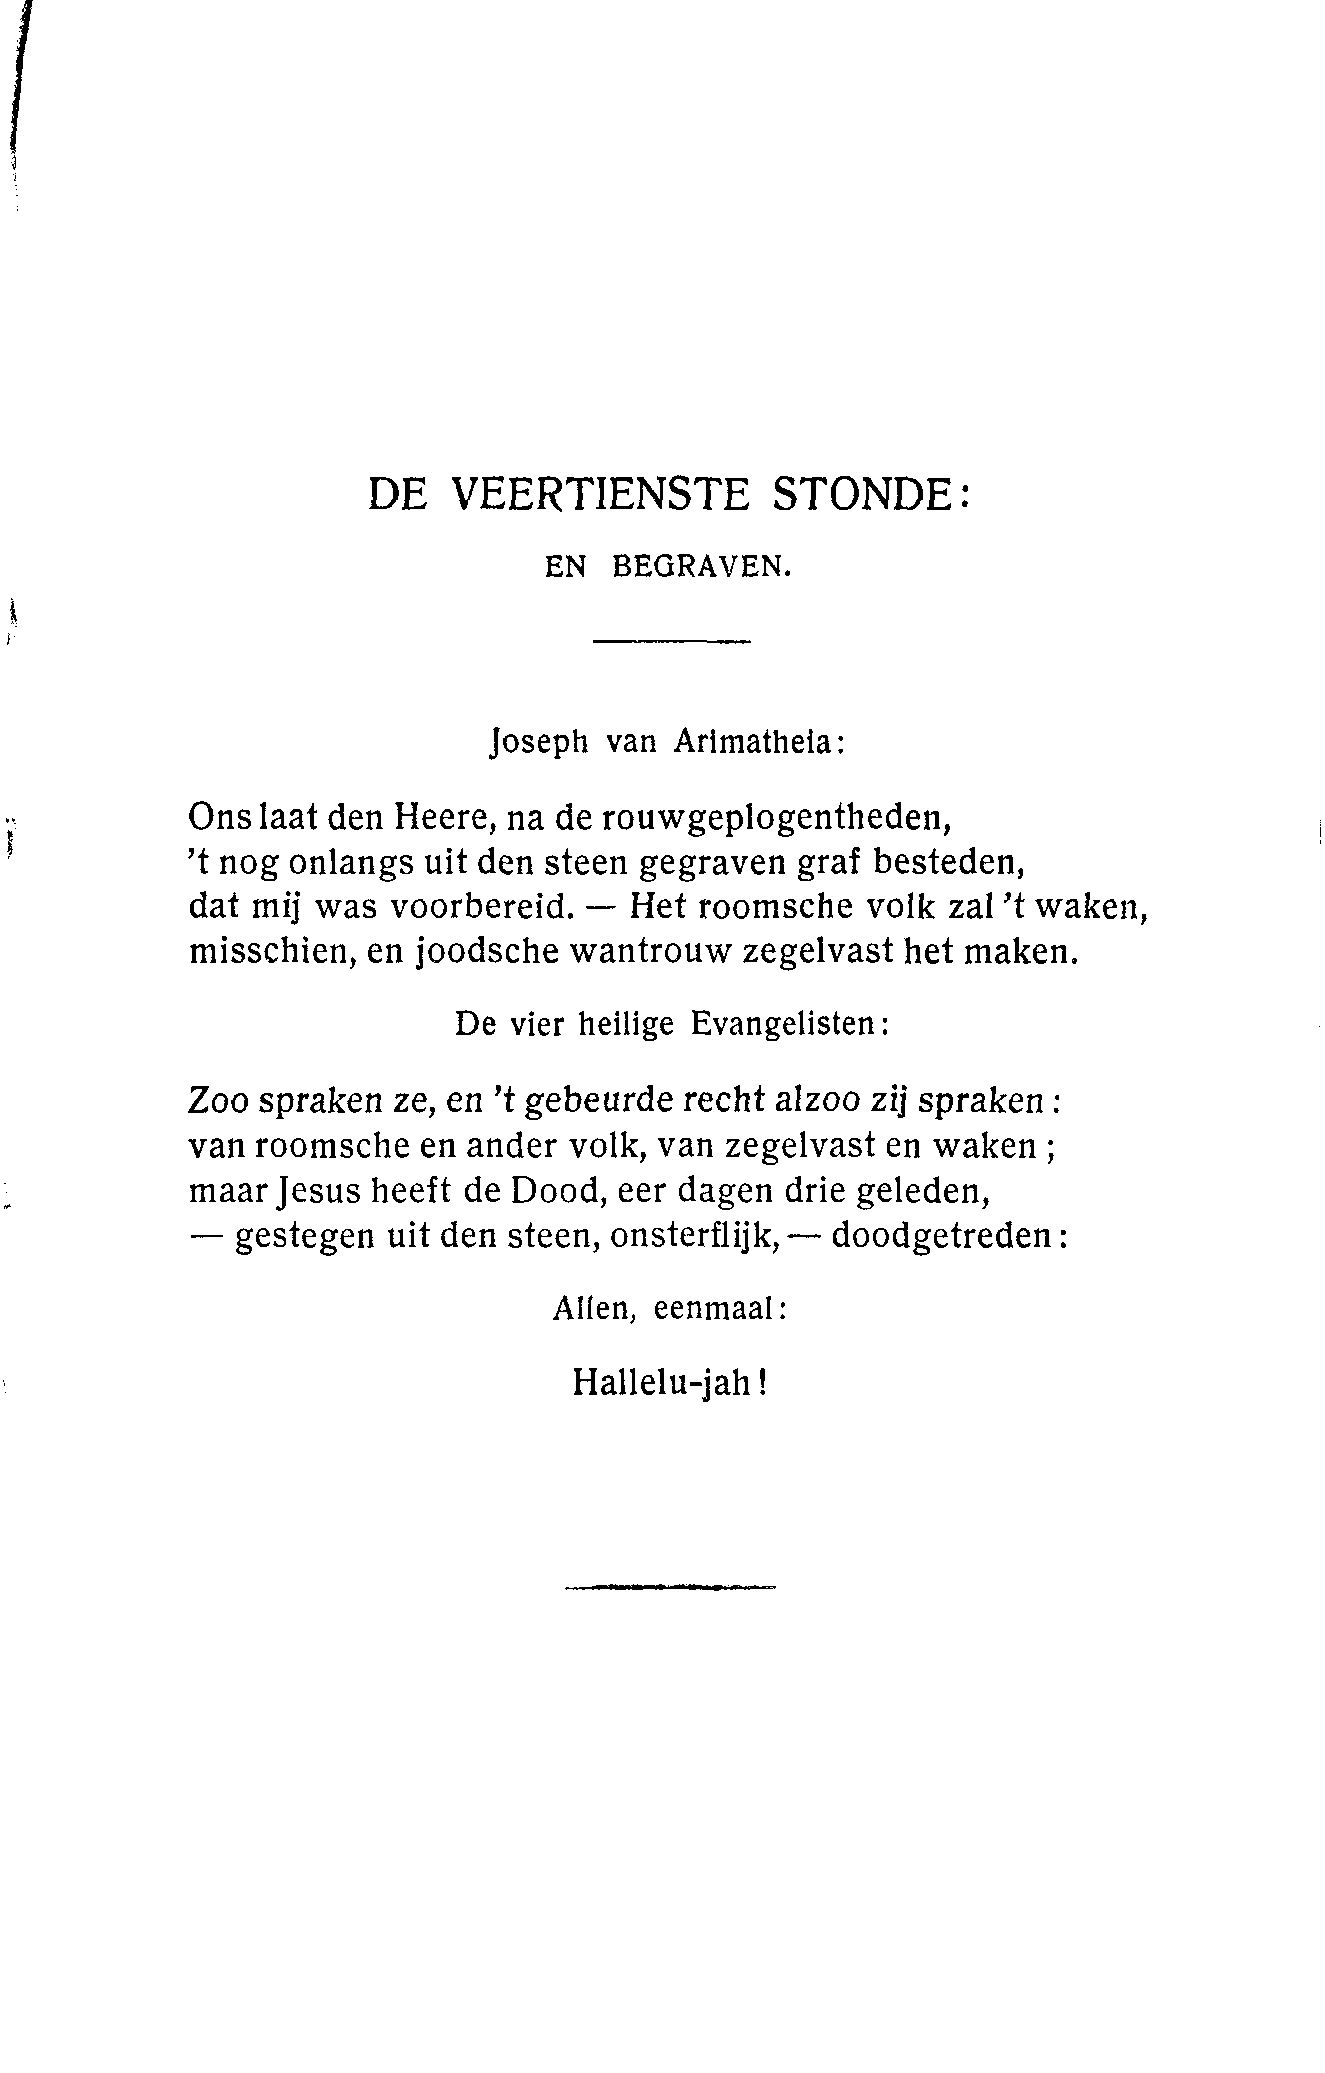 DE VEERTIENSTE STONDE:
EN BEGRAVEN.
Joseph van Arimatheia:
Ons laat den Heere, na de rouwgeplogentheden,
’t nog onlangs uit den steen gegraven graf besteden,
dat mij was voorbereid. — Het roomsche volk zal ’t waken,
misschien, en joodsche wantrouw zegelvast het maken.
De vier heilige Evangelisten:
Zoo spraken ze, en ’t gebeurde recht alzoo zij spraken :
van roomsche en ander volk, van zegelvast en waken ;
maar Jesus heeft de Dood, eer dagen drie geleden,
— gestegen uit den steen, onsterflijk, — doodgetreden :
Allen, eenmaal:
Hallelu-jah !